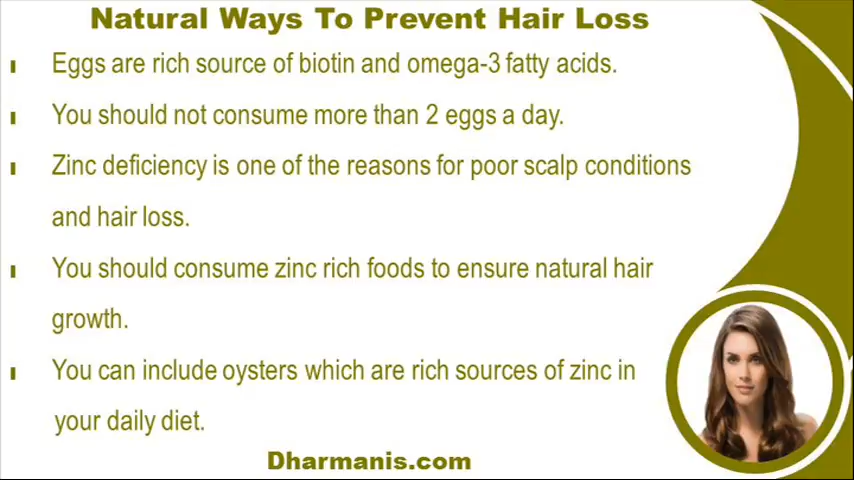 Natural Ways To Prevent Hair Loss
Eggs are rich source of biotin and omega-3 fatty acids.
You should not consume more than 2 eggs a day.
Zinc deficiency is one of the reasons for poor scalp conditions
and hair loss.
You should consume zinc rich foods to ensure natural hair
growth.
You can include oysters which are rich sources of zinc in
your daily diet.
Dharmanis.com